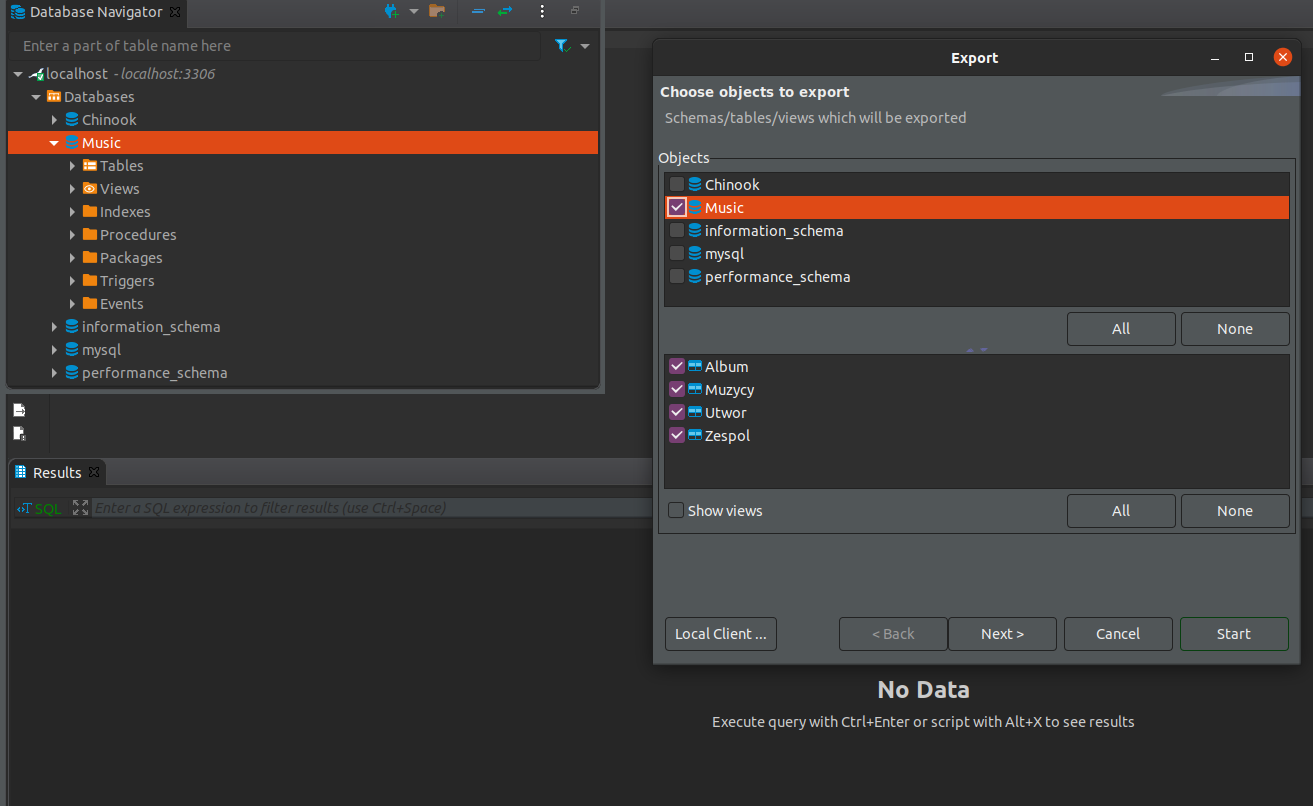 Database Navigator
Enter a part of table name here
localhost - localhost:3306
Databases
Chinook
Music
Tables
Views
Indexes
Procedures
Packages
Triggers
Events
information_schema
mysql
performance_schema
Results
SQL
Enter a SQL expression to filter results (use Ctrl+Space)
Export
Choose objects to export
Schemas/tables/views which will be exported
Objects
Chinook
Music
information_schema
mysql
performance_schema
All None
Album
Muzycy
Utwor
Zespol
Show views All None
Local Client ... < Back Next > Cancel Start
No Data
Execute query with Ctrl+Enter or script with Alt+X to see results